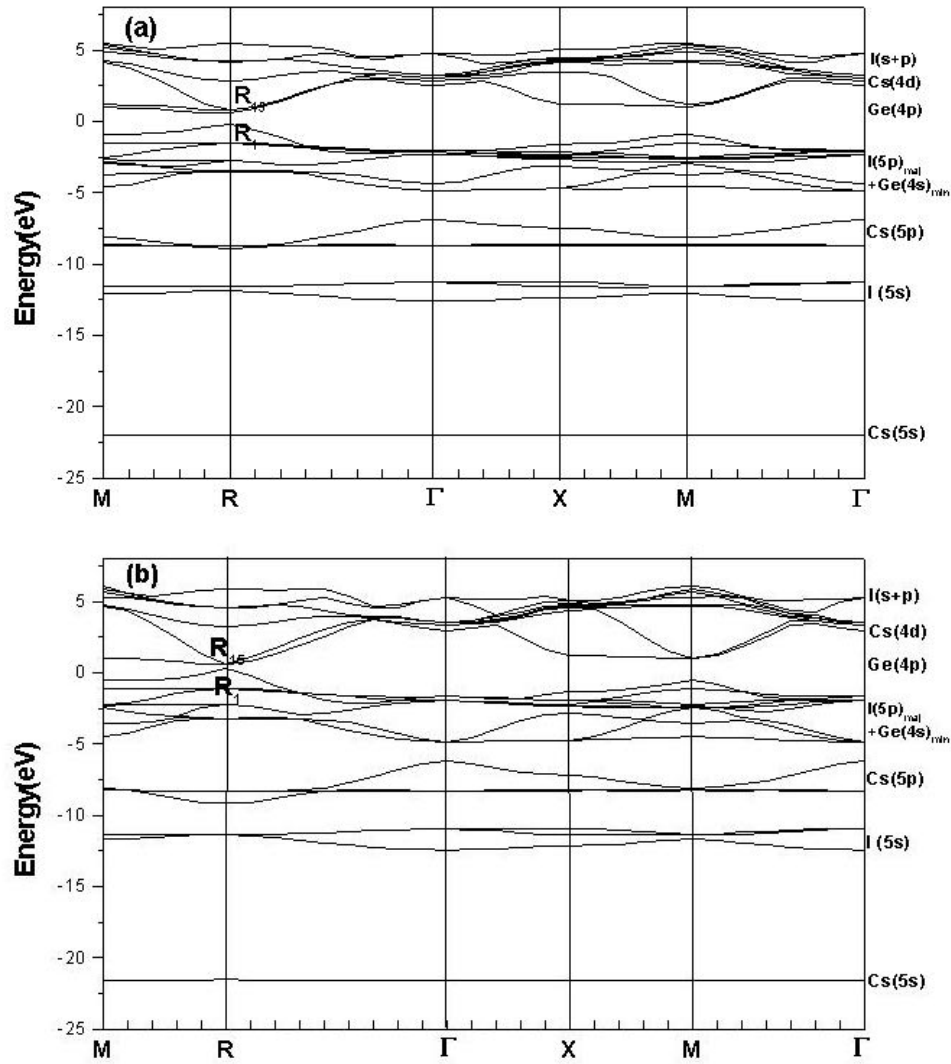 (a)
5
0
-5
-10
-15
-20
-25
Energy(eV)
R15
R1
I(s+p)
Cs(4d)
Ge(4p)
I(5p)maj
+Ge(4s)min
Cs(5p)
I (5s)
Cs(5s)
M R Γ X M Γ
(b)
5
0
-5
-10
-15
-20
-25
Energy(eV)
R15
R1
I(s+p)
Cs(4d)
Ge(4p)
I(5p)maj
+Ge(4s)min
Cs(5p)
I (5s)
Cs(5s)
M R Γ X M Γ